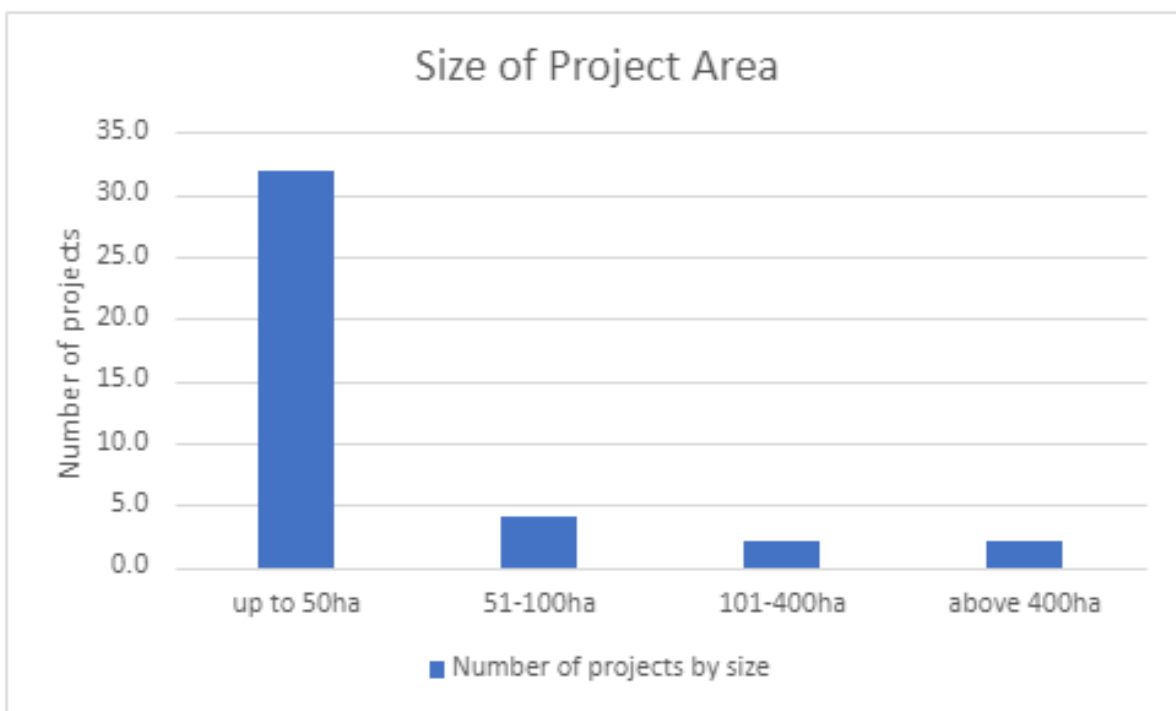 Size of Project Area
Number of projects
35.0
30.0
25.0
20.0
15.0
10.0
5.0
0.0
up to 50ha 51-100ha 101-400ha above 400ha
Number of projects by size